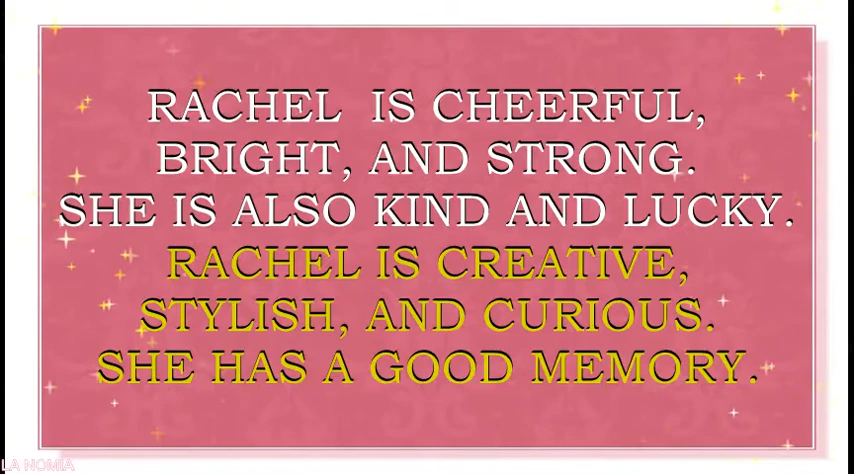 RACHEL IS CHEERFUL,
BRIGHT, AND STRONG.
SHE IS ALSO KIND AND LUCKY.
RACHEL IS CREATIVE,
STYLISH, AND CURIOUS.
SHE HAS A GOOD MEMORY.
LA NOMIA